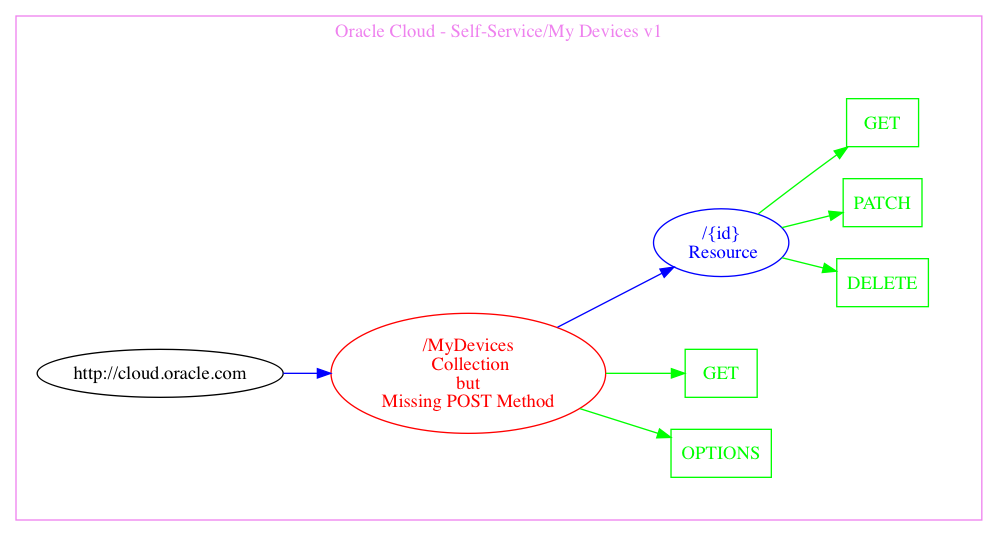 Oracle Cloud - Self-Service/My Devices v1
GET
PATCH
/{id}
Resource
DELETE
http://cloud.oracle.com
/MyDevices
Collection
but
Missing POST Method
GET
OPTIONS